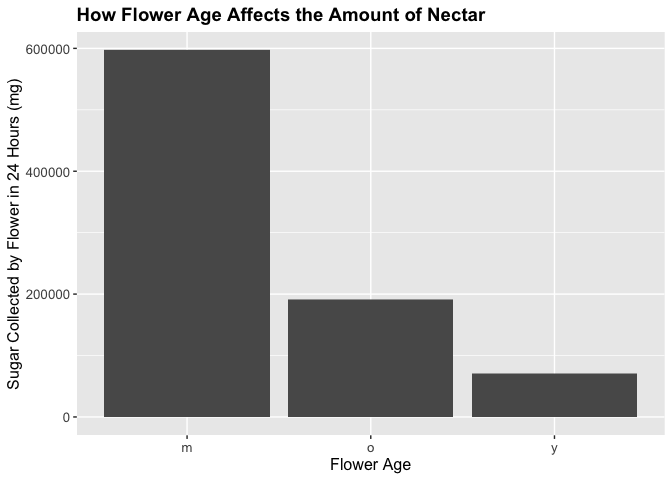 How Flower Age Affects the Amount of Nectar
Sugar Collected by Flower in 24 Hours (mg)
600000
400000
200000
0
m o y
Flower Age